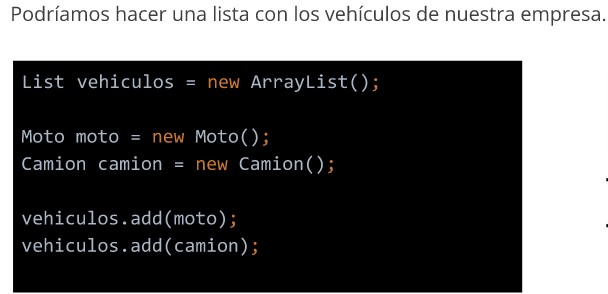 Podríamos hacer una lista con los vehículos de nuestra empresa.
List vehiculos = new ArrayList();
Moto moto = new Moto();
Camion camion = new Camion();
vehiculos.add(moto);
vehiculos.add(camion);